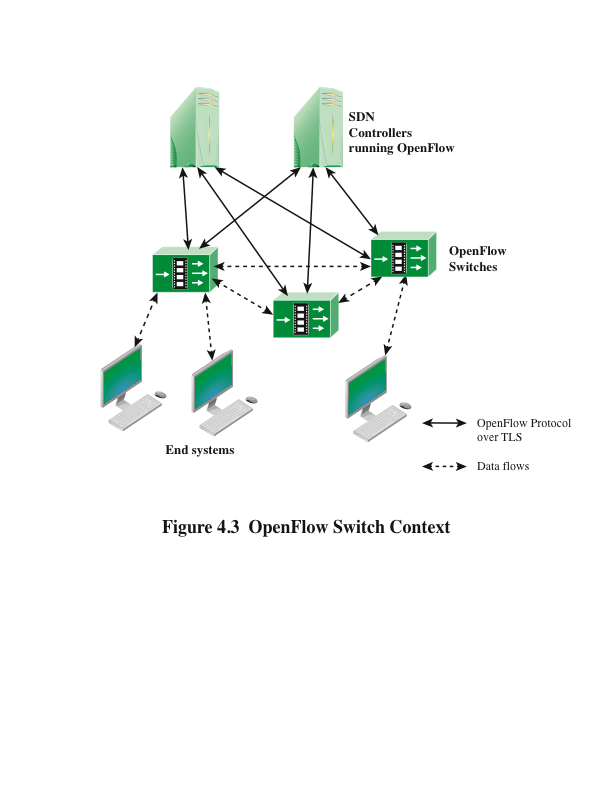 SDN
Controllers
running OpenFlow
OpenFlow
Switches
End systems
OpenFlow Protocol
over TLS
Data flows
Figure 4.3  OpenFlow Switch Context